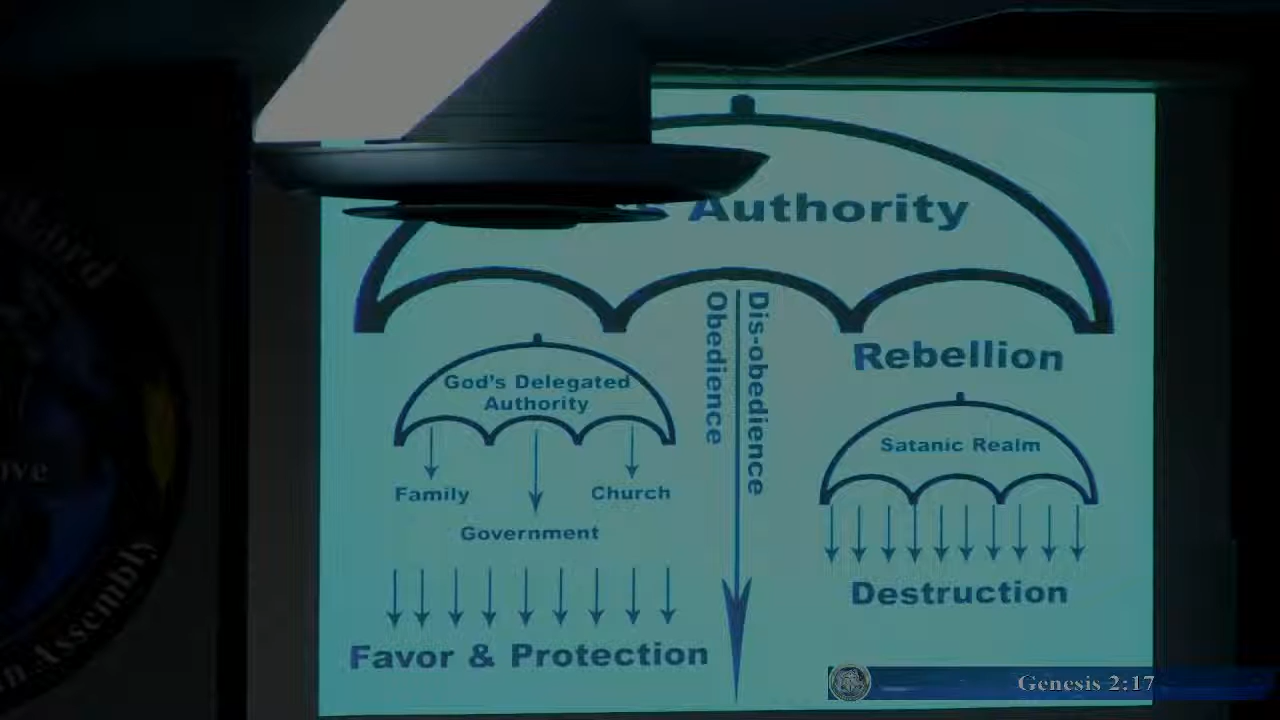 Authority
Obedience
Dis-obedience
Rebellion
God's Delegated
Authority
Satanic Realm
Family
Church
Government
Destruction
Favor & Protection
Genesis 2:17
Assembly